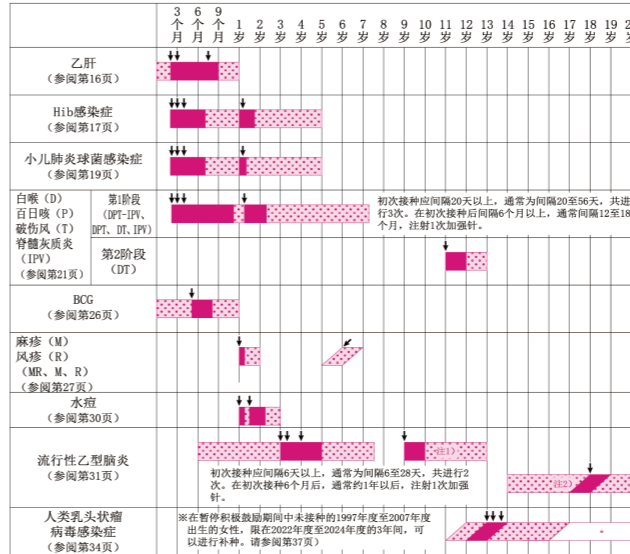 3个月 6个月 9个月 1岁 2岁 3岁 4岁 5岁 6岁 7岁 8岁 9岁 10岁 11岁 12岁 13岁 14岁 15岁 16岁 17岁 18岁 19岁
乙肝
(参阅第16页)
Hib感染症
(参阅第17页)
小儿肺炎球菌感染症
(参阅第19页)
白喉（D）
百日咳（P）
破伤风（T）
脊髓灰质炎
（IPV）
(参阅第21页)
第1阶段
(DPT-IPV、
DPT、DT、IPV)
初次接种应间隔20天以上，通常为间隔20至56天，共进
行3次。在初次接种后间隔6个月以上，通常间隔12至18
个月，注射1次加强针。
第2阶段
（DT）
BCG
(参阅第26页)
麻疹（M）
风疹（R）
（MR、M、R）
(参阅第27页)
水痘
(参阅第30页)
流行性乙型脑炎
(参阅第31页)
注1）
初次接种应间隔6天以上，通常为间隔6至28天，共进行2
次。在初次接种6个月后，通常约1年以后，注射1次加强
针。
注2）
人类乳头状瘤
病毒感染症
(参阅第34页)
※在暂停积极鼓励期间中未接种的1997年度至2007年度
出生的女性，限在2022年度至2024年度的3年间，可
以进行补种。请参阅第37页）